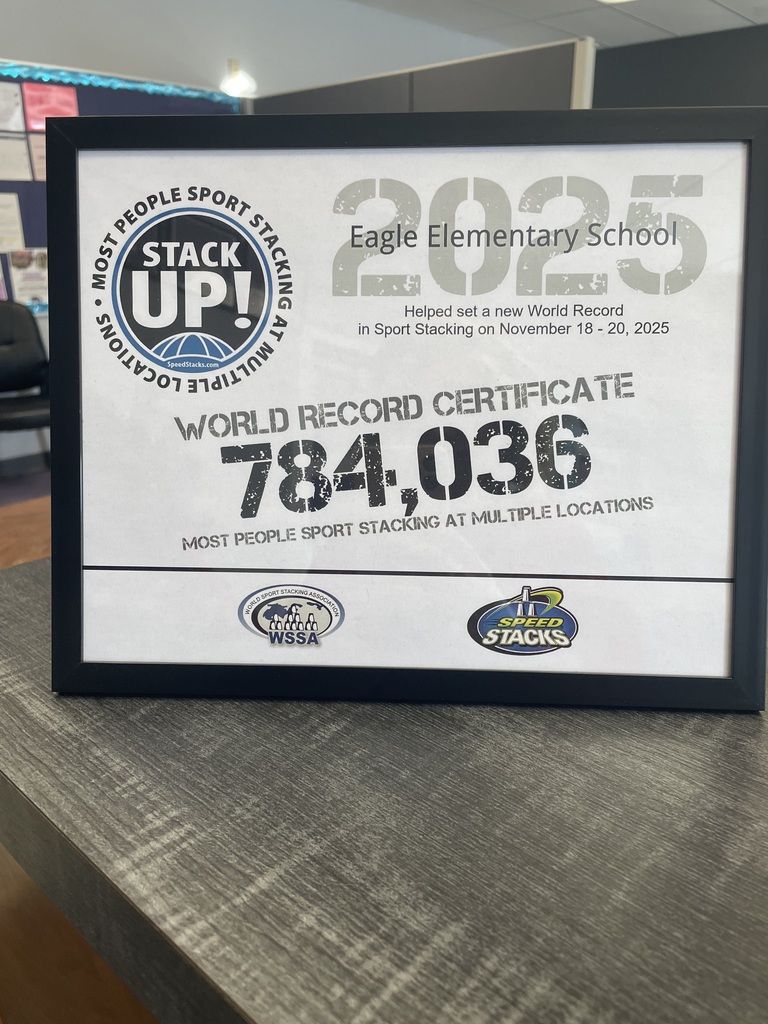 MOST PEOPLE SPORT STACKING AT MULTIPLE LOCATIONS •
STACK
UP!
SpeedStacks.com
2025
Eagle Elementary School
Helped set a new World Record
in Sport Stacking on November 18 - 20, 2025
WORLD RECORD CERTIFICATE
784,036
MOST PEOPLE SPORT STACKING AT MULTIPLE LOCATIONS
WORLD SPORT STACKING ASSOCIATION
WSSA
SPEED
STACKS